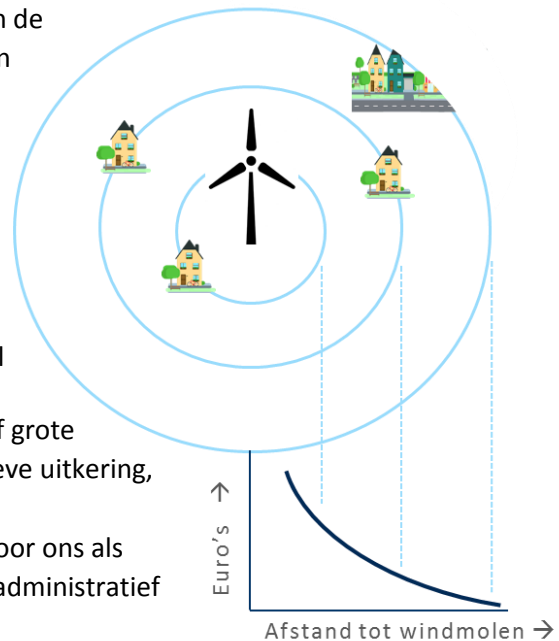 n de
n
f grote
eve uitkering,
oor ons als
administratief
Euro's →
Afstand tot windmolen →